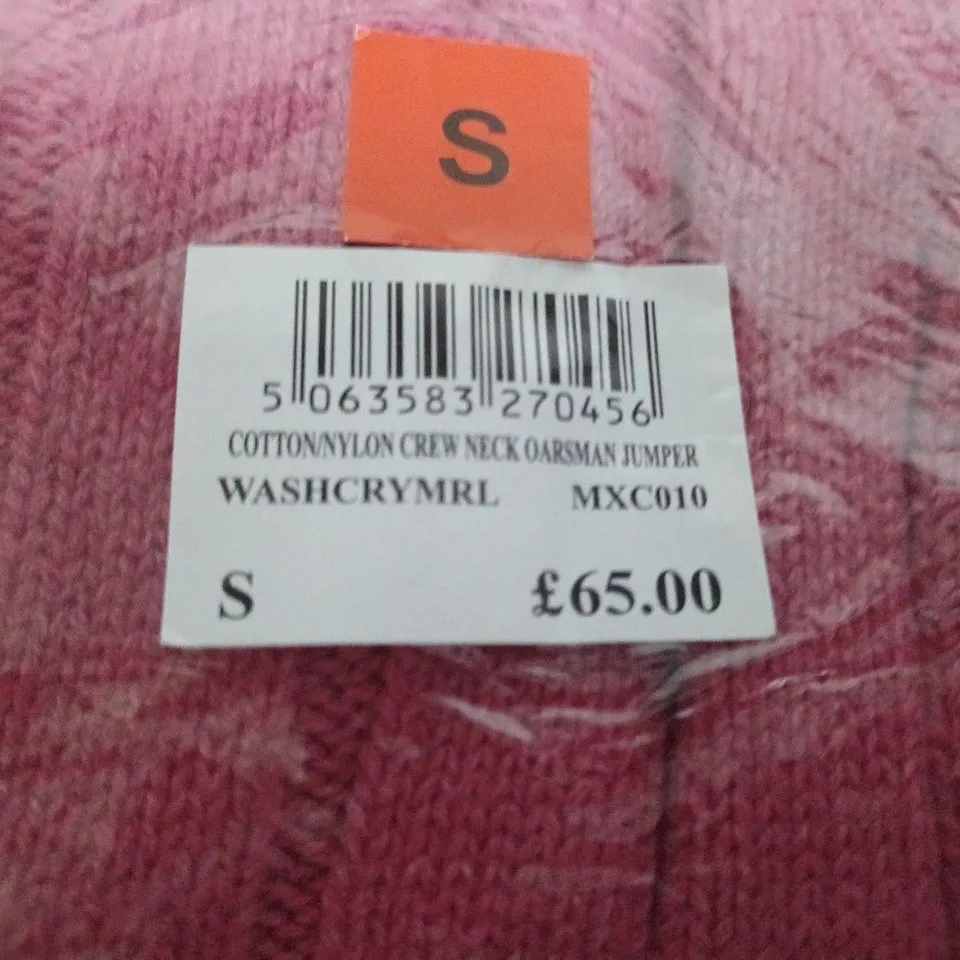 S
5 063583 270456
COTTON/NYLON CREW NECK OARSMAN JUMPER
WASHCRYMRL MXC010
S £65.00